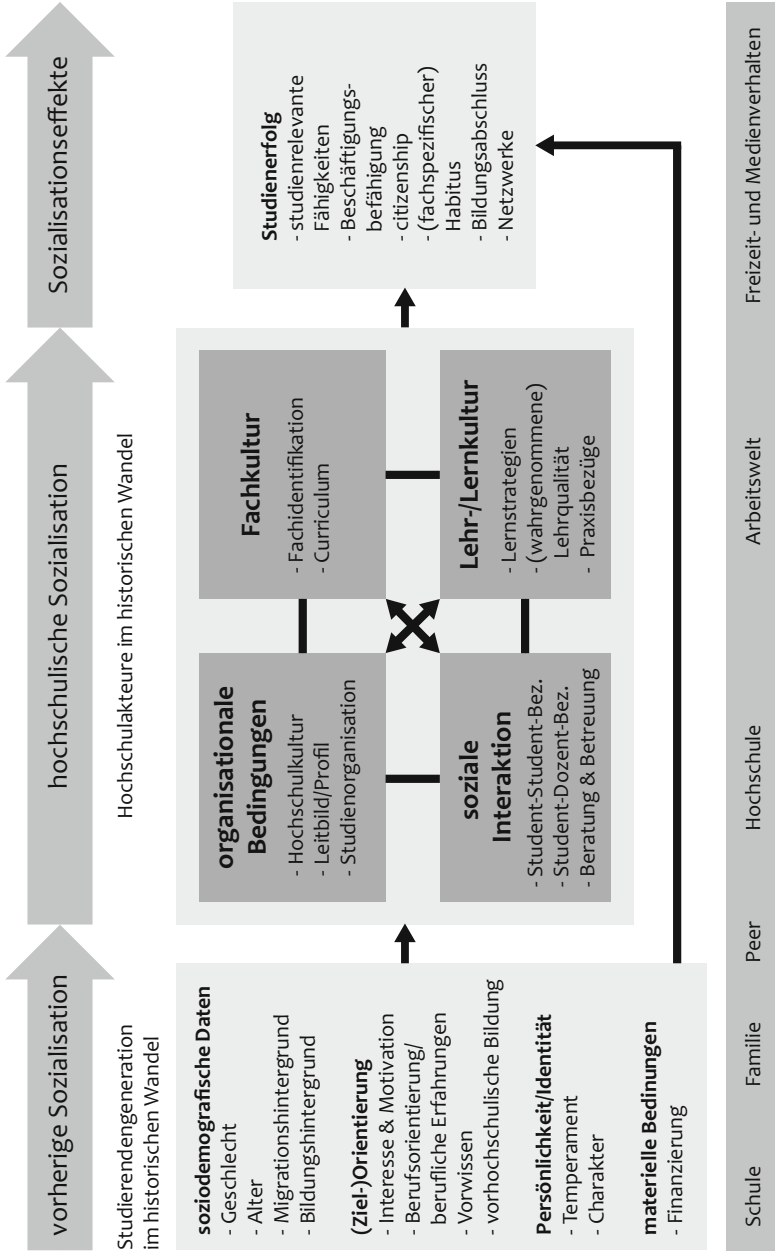 vorherige Sozialisation
hochschulische Sozialisation
Sozialisationseffekte
Studierendengeneration
im historischen Wandel
Hochschulakteure im historischen Wandel
soziodemografische Daten
- Geschlecht
- Alter
- Migrationshintergrund
- Bildungshintergrund
(Ziel-)Orientierung
- Interesse & Motivation
- Berufsorientierung/
berufliche Erfahrungen
- Vorwissen
- vorhochschulische Bildung
Persönlichkeit/Identität
- Temperament
- Charakter
materielle Bedinungen
- Finanzierung
organisationale
Bedingungen
- Hochschulkultur
- Leitbild/Profil
- Studienorganisation
Fachkultur
- Fachidentifikation
- Curriculum
soziale
Interaktion
- Student-Student-Bez.
- Student-Dozent-Bez.
- Beratung & Betreuung
Lehr-/Lernkultur
- Lernstrategien
- (wahrgenommene)
Lehrqualität
- Praxisbezüge
Studienerfolg
- studienrelevante
Fähigkeiten
- Beschäftigungs-
befähigung
- citizenship
- (fachspezifischer)
Habitus
- Bildungsabschluss
- Netzwerke
Schule Familie Peer Hochschule Arbeitswelt Freizeit- und Medienverhalten